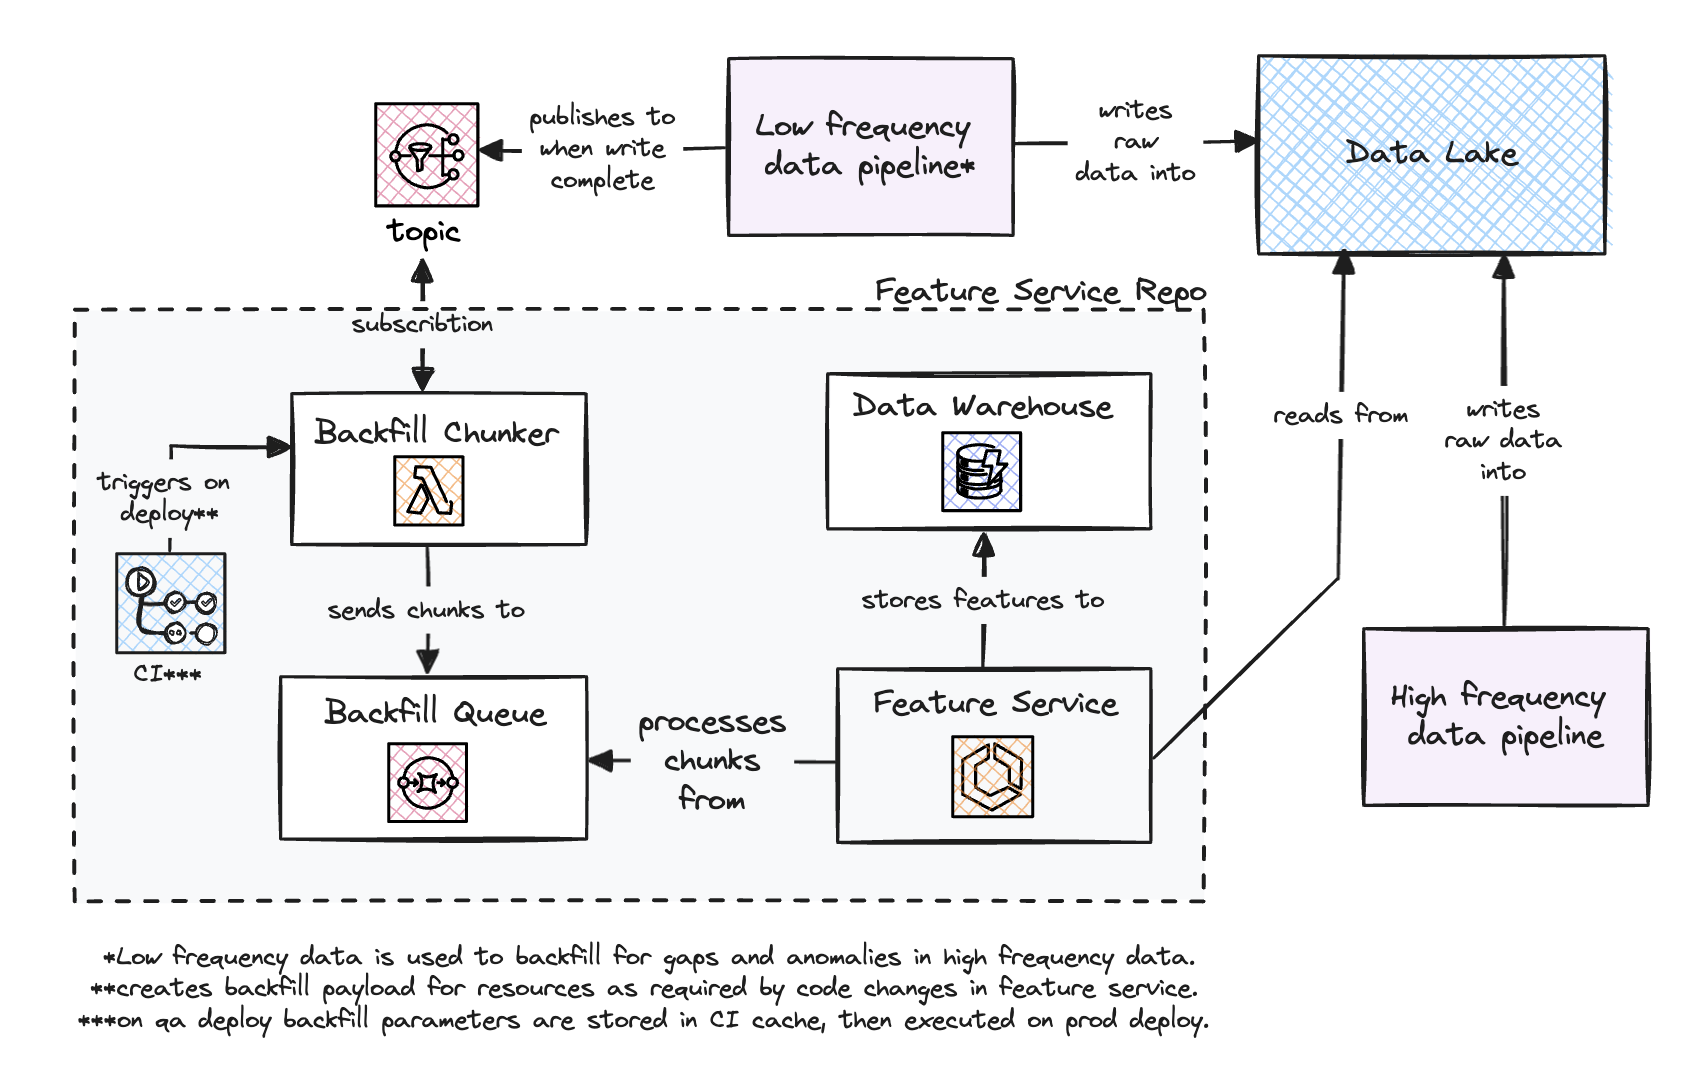 publishes to
when write
complete
Low frequency
data pipeline*
writes
raw
data into
Data Lake
topic
Feature Service Repo
subscribtion
Backfill Chunker
Data Warehouse
reads from
writes
raw data
into
triggers on
deploy**
CI***
sends chunks to
stores features to
Backfill Queue
processes
chunks
from
Feature Service
High frequency
data pipeline
*Low frequency data is used to backfill for gaps and anomalies in high frequency data.
**creates backfill payload for resources as required by code changes in feature service.
***on qa deploy backfill parameters are stored in CI cache, then executed on prod deploy.